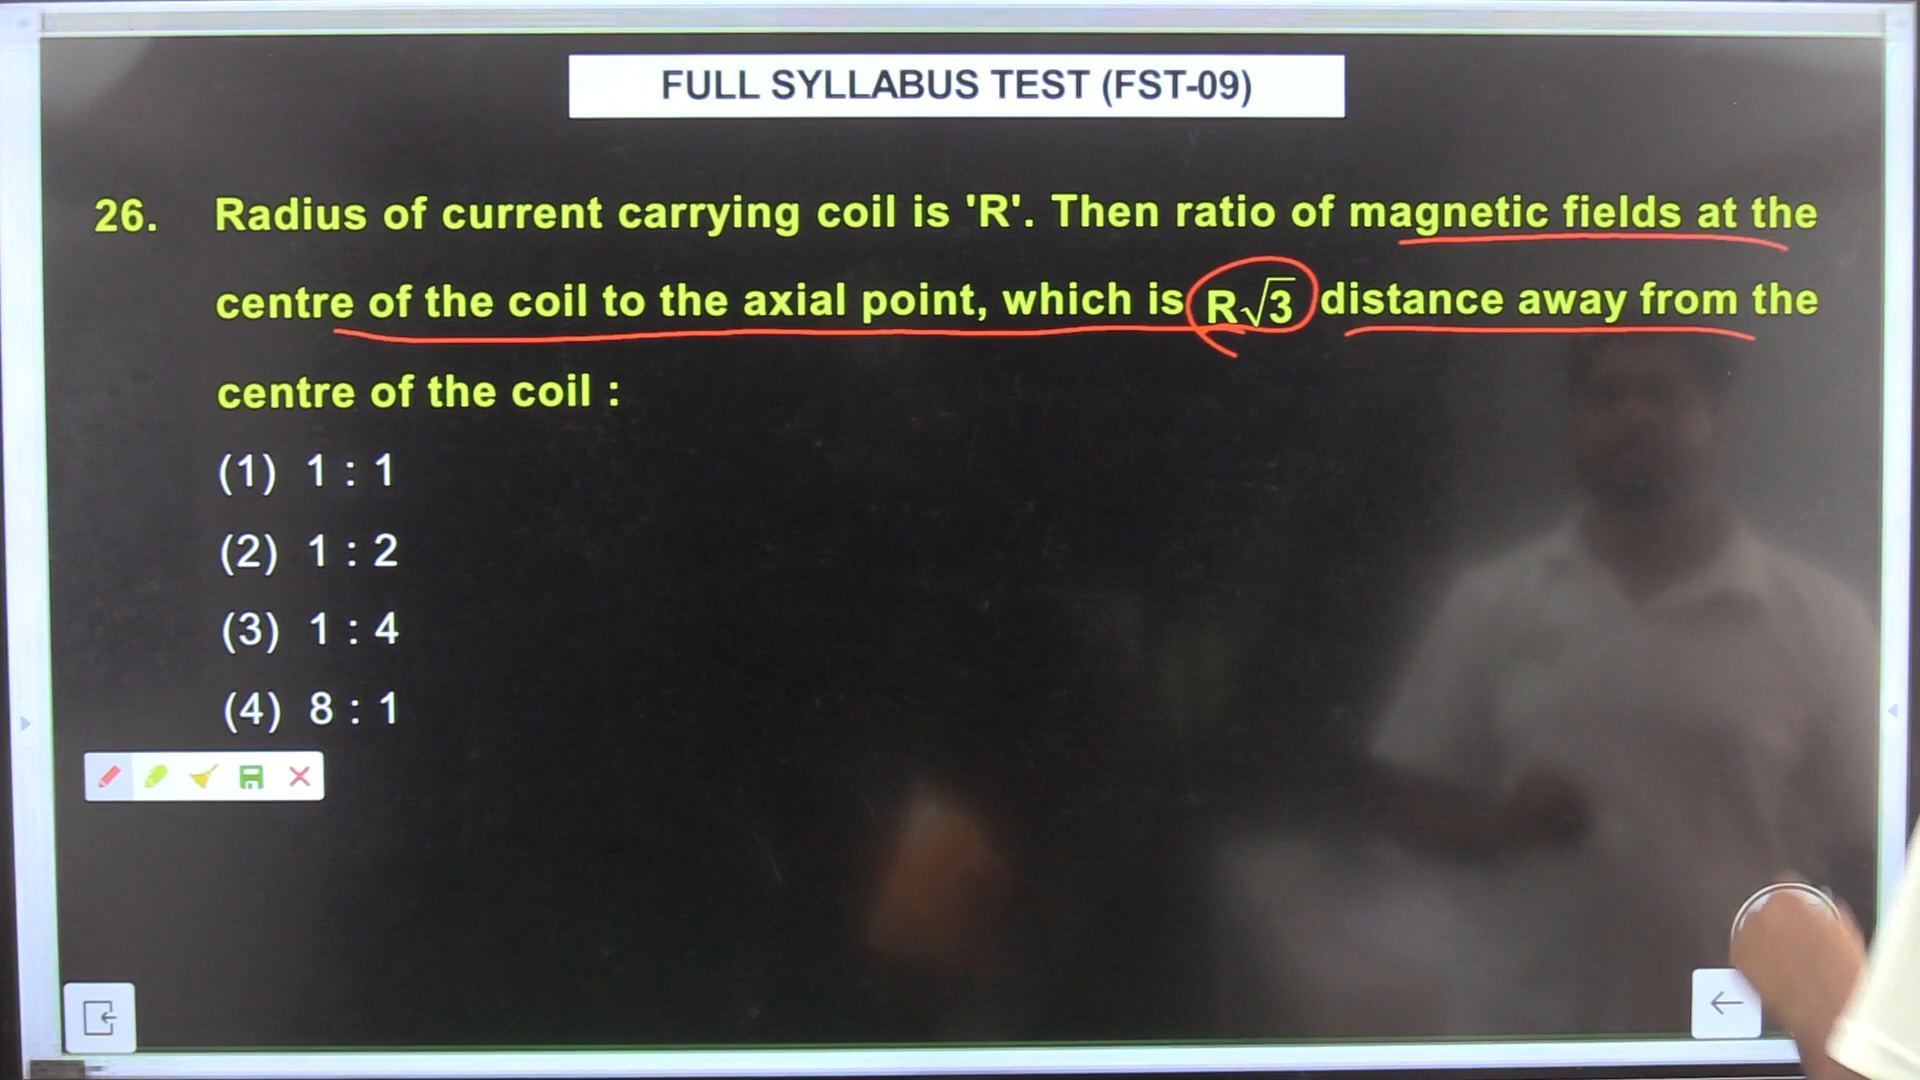 FULL SYLLABUS TEST (FST-09)
26. Radius of current carrying coil is 'R'. Then ratio of magnetic fields at the
centre of the coil to the axial point, which is R√3 distance away from the
centre of the coil :
(1) 1 : 1
(2) 1 : 2
(3) 1 : 4
(4) 8 : 1